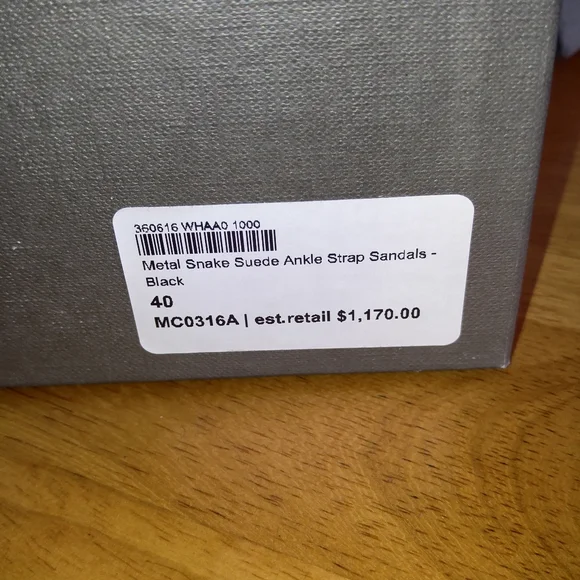 360616 WHAA0 1000
Metal Snake Suede Ankle Strap Sandals -
Black
40
MC0316A | est.retail $1,170.00